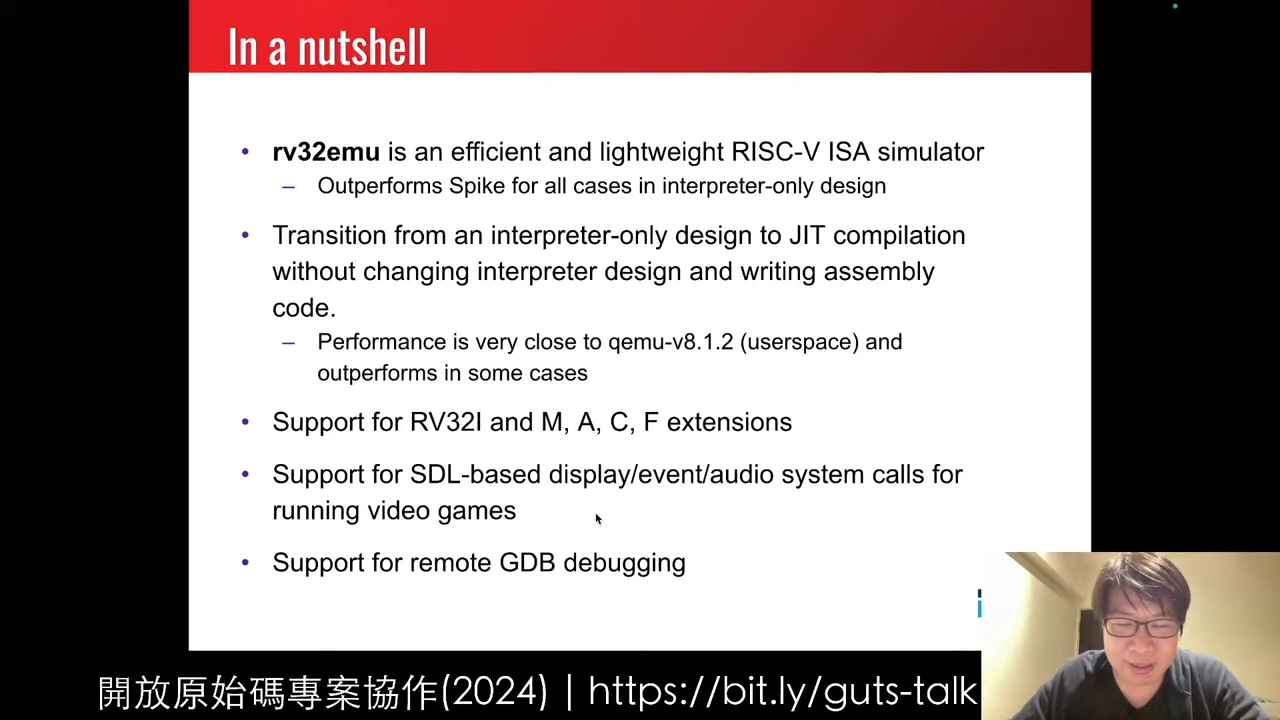 In a nutshell
• rv32emu is an efficient and lightweight RISC-V ISA simulator
– Outperforms Spike for all cases in interpreter-only design
• Transition from an interpreter-only design to JIT compilation
without changing interpreter design and writing assembly
code.
– Performance is very close to qemu-v8.1.2 (userspace) and
outperforms in some cases
• Support for RV32I and M, A, C, F extensions
• Support for SDL-based display/event/audio system calls for
running video games
• Support for remote GDB debugging
開放原始碼專案協作(2024) | https://bit.ly/guts-talk